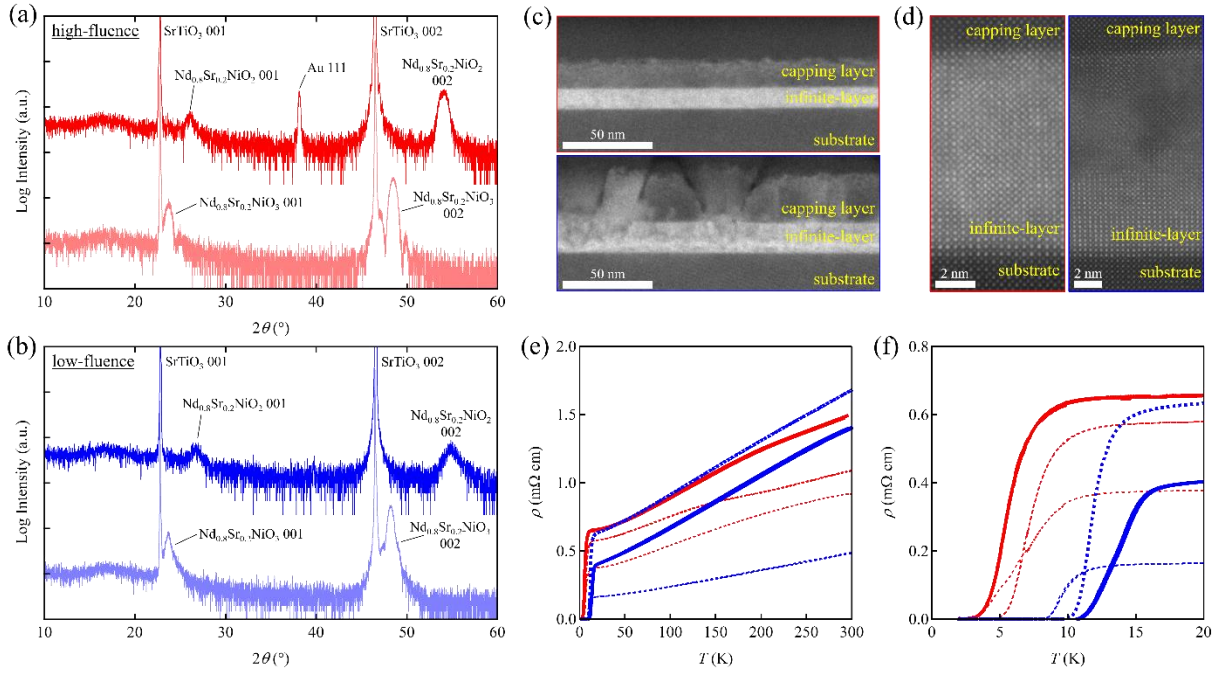 (a)
high-fluence
SrTiO₃ 001
Nd₀.₈Sr₀.₂NiO₂ 001
Au 111
SrTiO₃ 002
Nd₀.₈Sr₀.₂NiO₂
002
Nd₀.₈Sr₀.₂NiO₃ 001
Nd₀.₈Sr₀.₂NiO₃
002
Log Intensity (a.u.)
10 20 30 40 50 60
2θ (°)
(b)
low-fluence
SrTiO₃ 001
Nd₀.₈Sr₀.₂NiO₂ 001
SrTiO₃ 002
Nd₀.₈Sr₀.₂NiO₂
002
Nd₀.₈Sr₀.₂NiO₃ 001
Nd₀.₈Sr₀.₂NiO₃
002
Log Intensity (a.u.)
10 20 30 40 50 60
2θ (°)
(c)
capping layer
infinite-layer
50 nm
substrate
capping layer
infinite-layer
50 nm
substrate
(d)
capping layer
infinite-layer
substrate
2 nm
capping layer
infinite-layer
substrate
2 nm
(e)
2.0
1.5
1.0
0.5
0.0
ρ (mΩ cm)
0 50 100 150 200 250 300
T (K)
(f)
0.8
0.6
0.4
0.2
0.0
ρ (mΩ cm)
0 5 10 15 20
T (K)